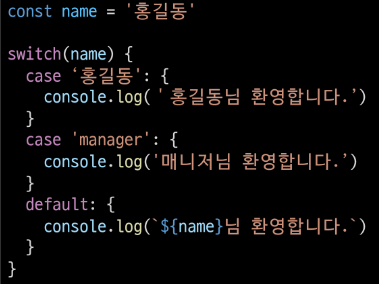 const name = '홍길동'
switch(name) {
case ‘홍길동': {
console.log( ' 홍길동님 환영합니다.’)
}
case 'manager': {
console.log('매니저님 환영합니다.’)
}
default: {
console.log(`${name}님 환영합니다.`)
}
}